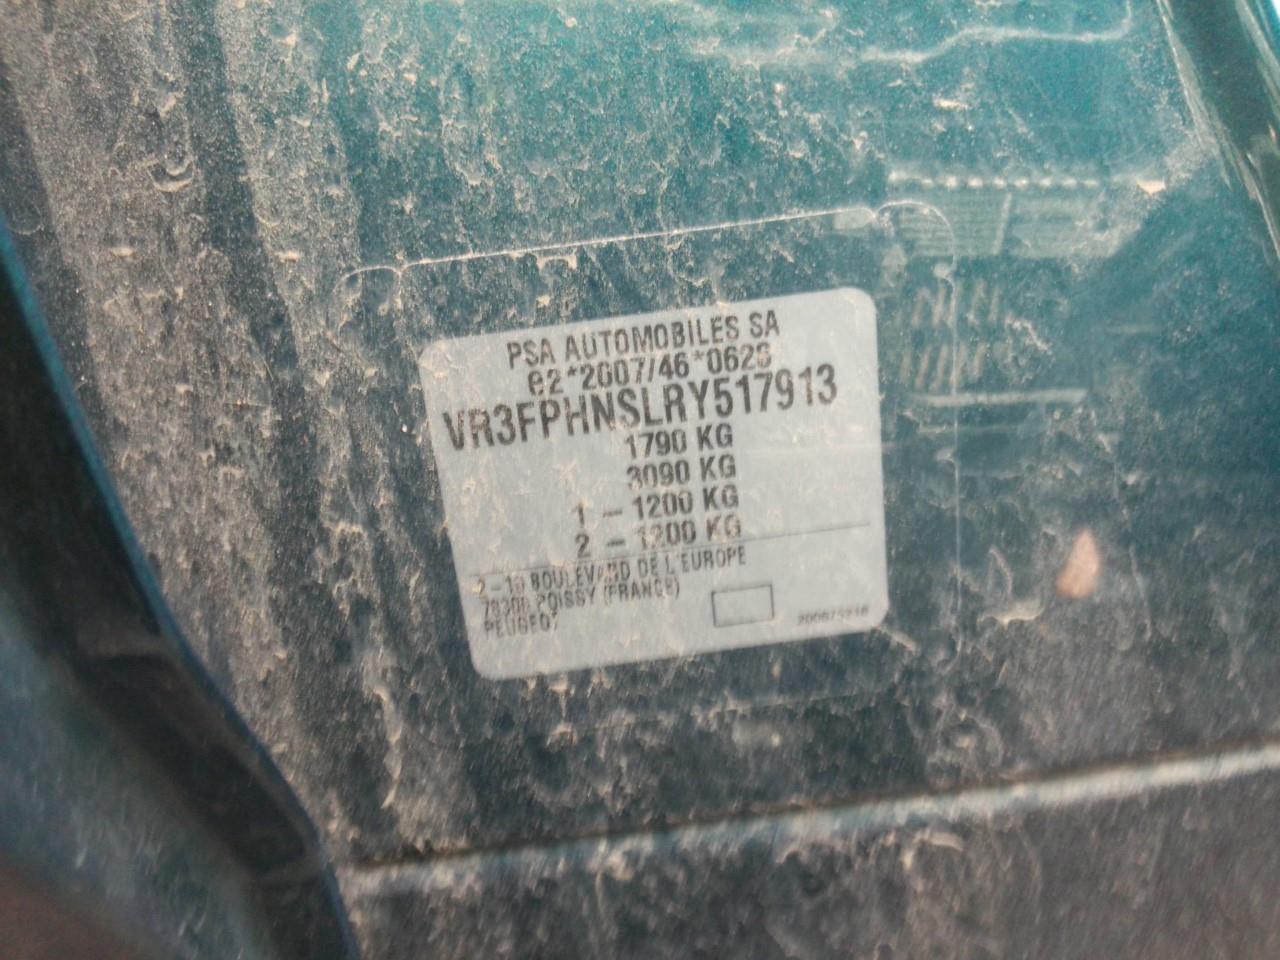 PSA AUTOMOBILES SA
e2*2007/46*0628
VR3FPHNSLRY517913
1790 KG
3090 KG
1 - 1200 KG
2 - 1200 KG
2-10 BOULEVARD DE L'EUROPE
78300 POISSY (FRANCE)
PEUGEOT